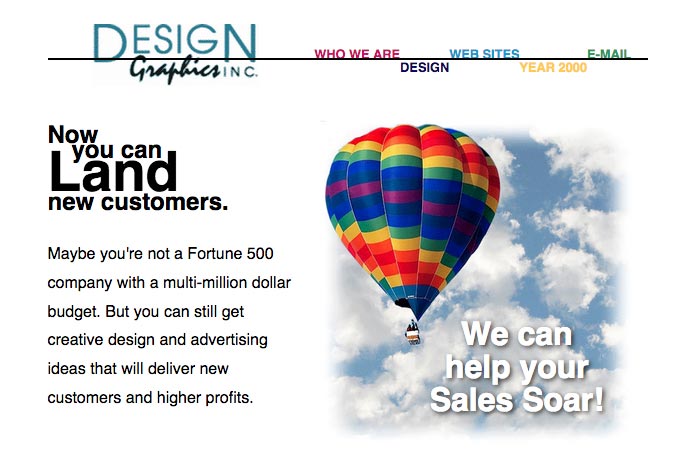 DESIGN
Graphics INC.
WHO WE ARE
DESIGN
WEB SITES
YEAR 2000
E-MAIL
Now
you can
Land
new customers.
Maybe you're not a Fortune 500
company with a multi-million dollar
budget. But you can still get
creative design and advertising
ideas that will deliver new
customers and higher profits.
We can
help your
Sales Soar!